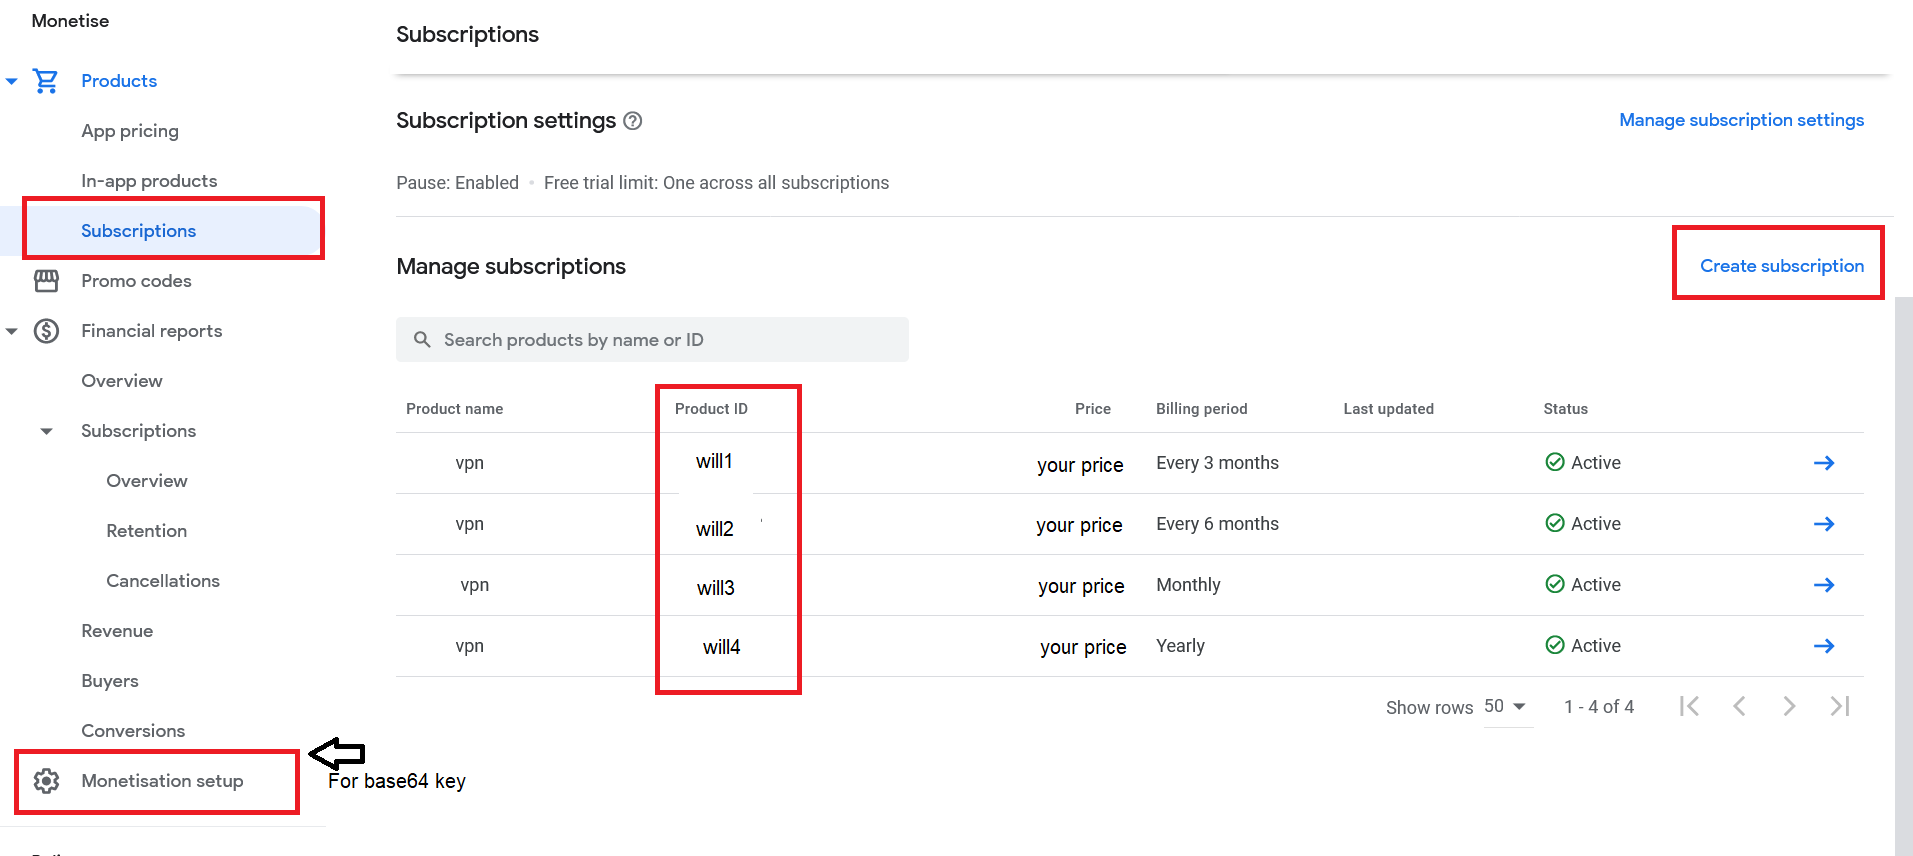 Monetise
Products
App pricing
In-app products
Subscriptions
Promo codes
Financial reports
Overview
Subscriptions
Overview
Retention
Cancellations
Revenue
Buyers
Conversions
Monetisation setup
For base64 key
Subscriptions
Subscription settings ?
Manage subscription settings
Pause: Enabled • Free trial limit: One across all subscriptions
Manage subscriptions
Create subscription
Search products by name or ID
Product name Product ID Price Billing period Last updated Status
vpn will1 your price Every 3 months Active
vpn will2 your price Every 6 months Active
vpn will3 your price Monthly Active
vpn will4 your price Yearly Active
Show rows 50 1 - 4 of 4